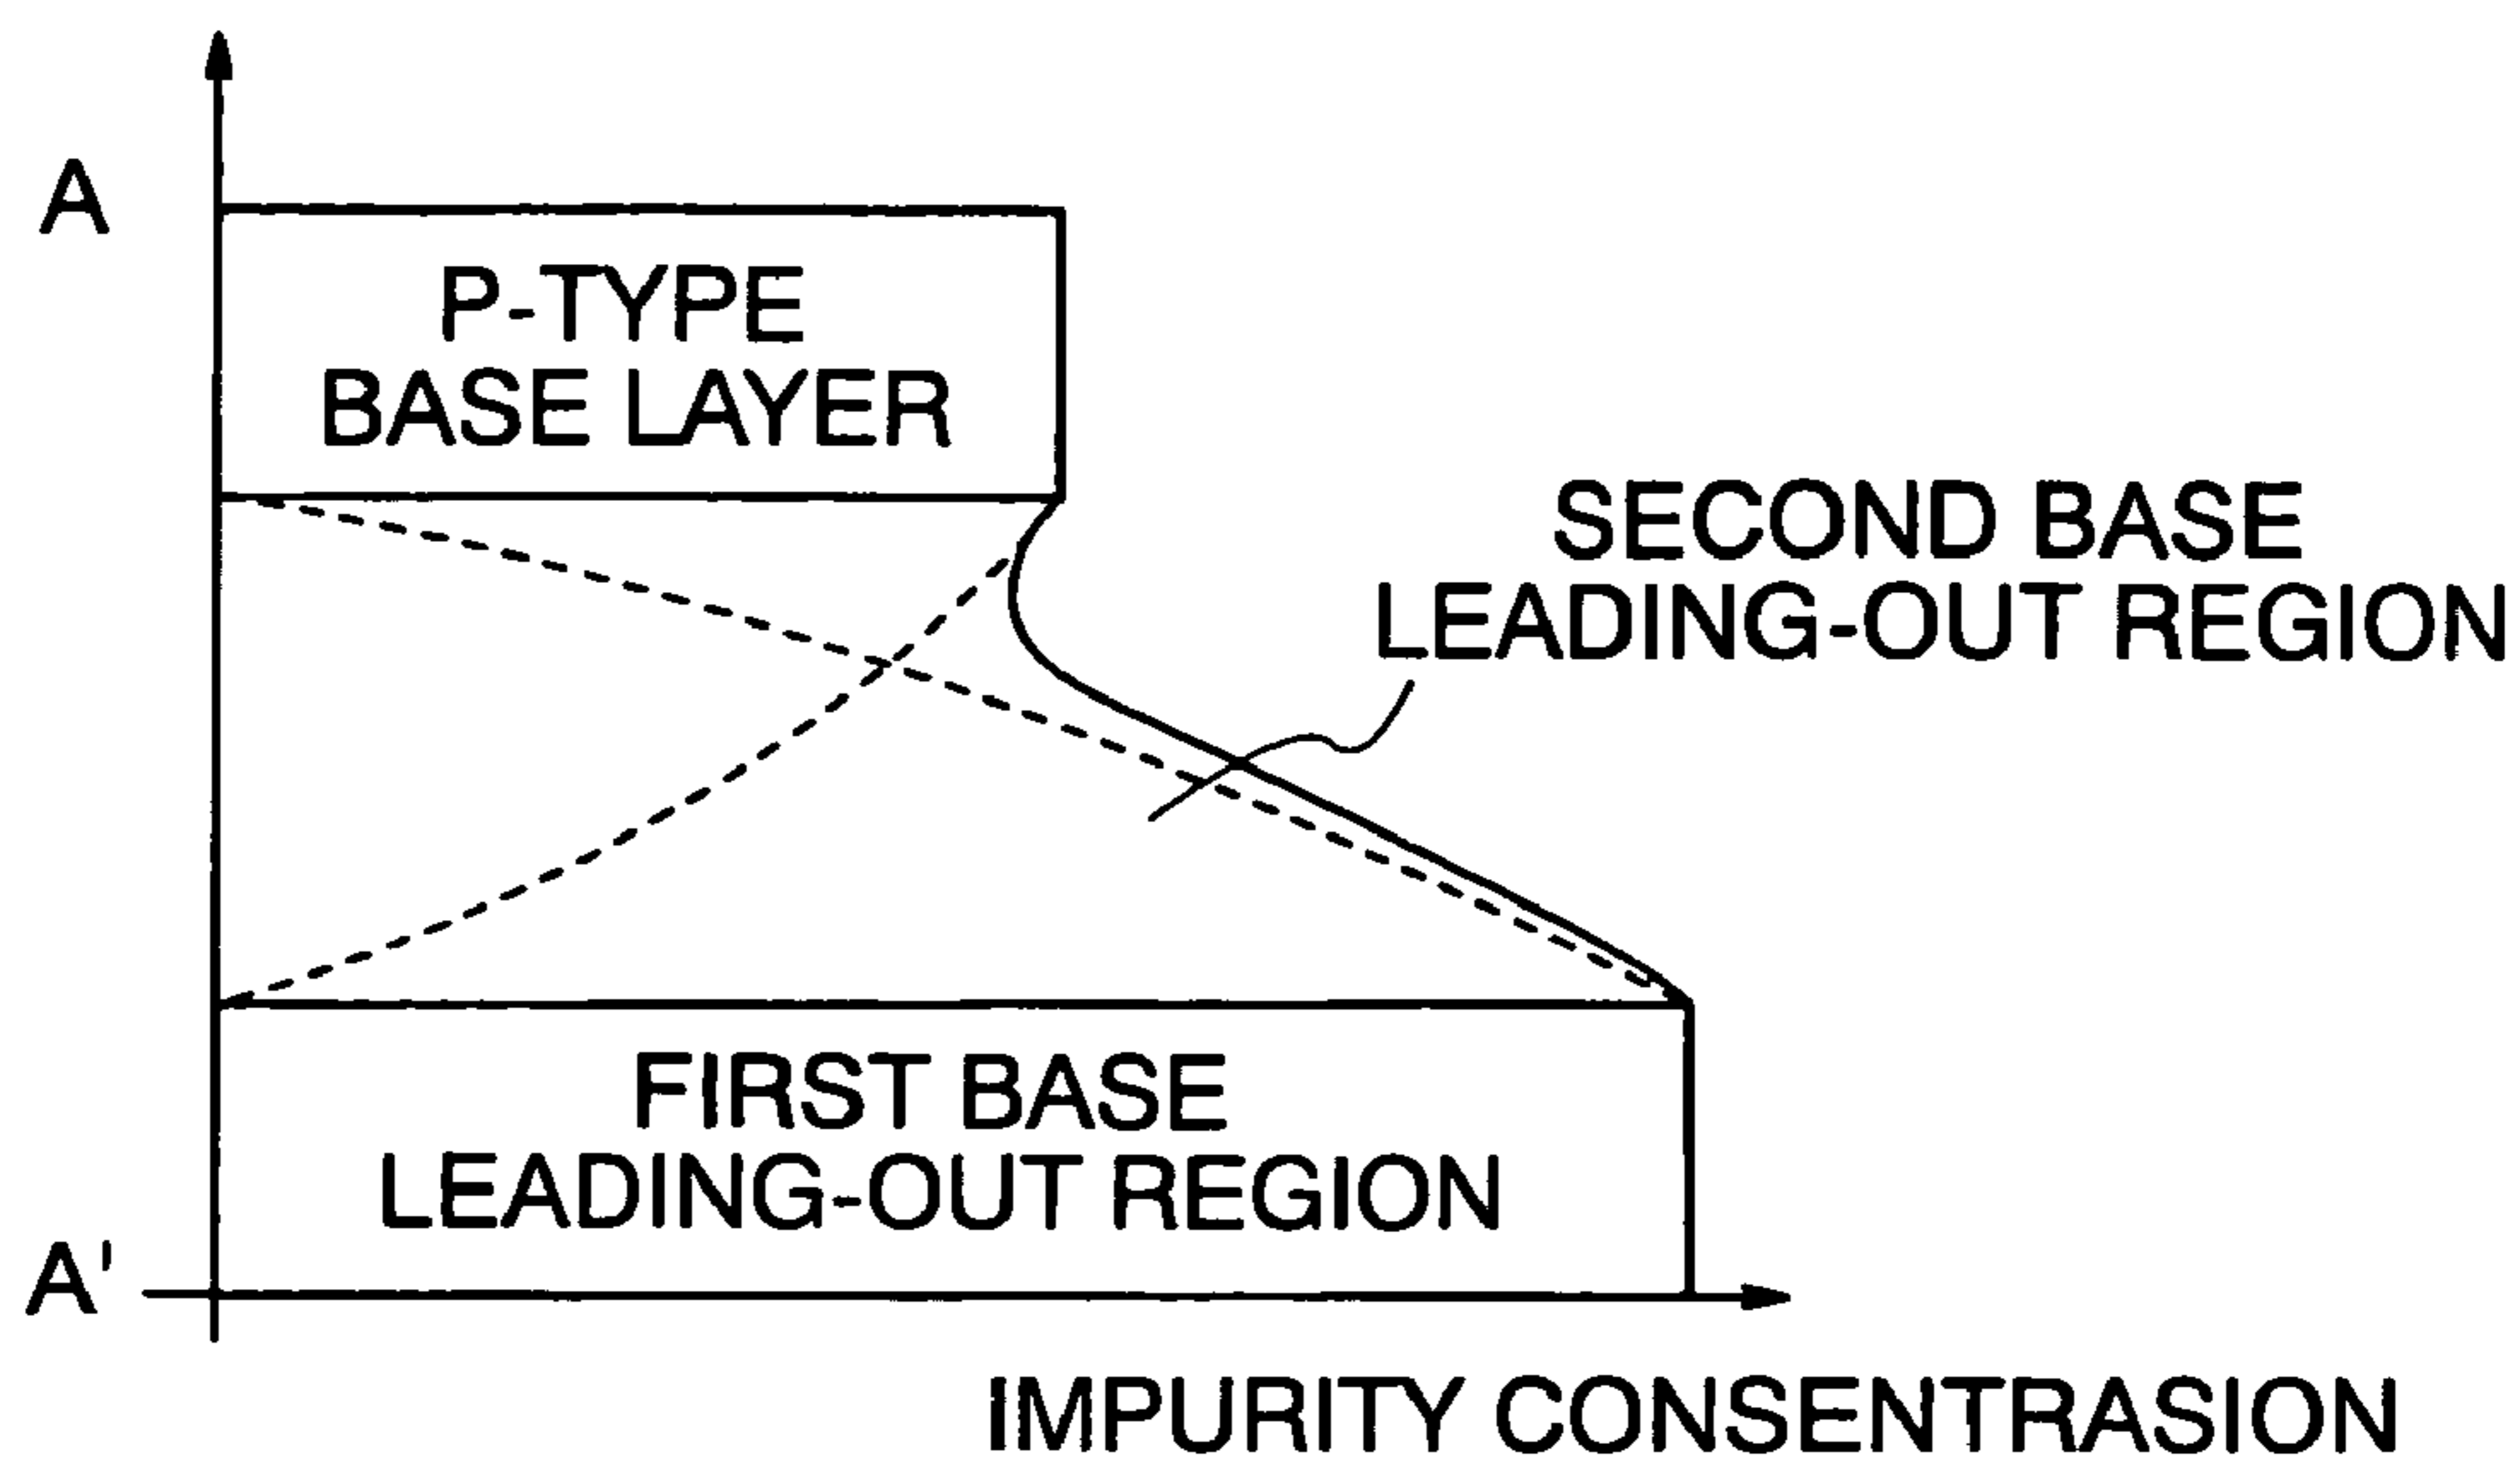 A
P-TYPE
BASE LAYER
SECOND BASE
LEADING-OUT REGION
FIRST BASE
LEADING-OUT REGION
A'
IMPURITY CONSENTRASION